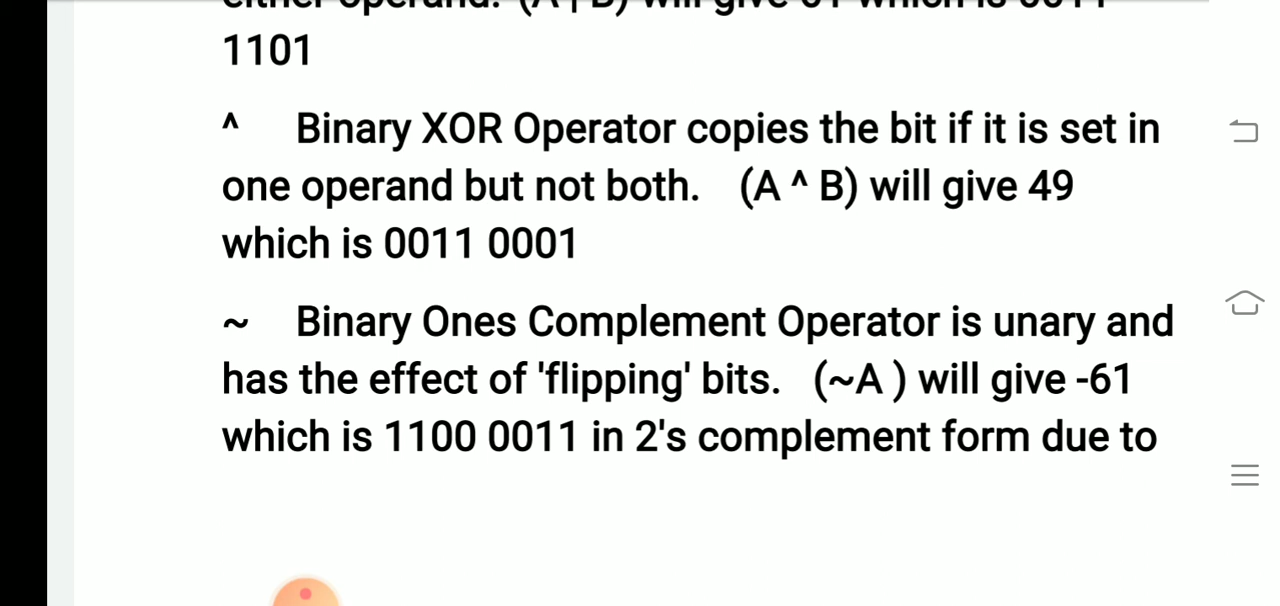 1101
^ Binary XOR Operator copies the bit if it is set in
one operand but not both. (A ^ B) will give 49
which is 0011 0001
~ Binary Ones Complement Operator is unary and
has the effect of 'flipping' bits. (~A ) will give -61
which is 1100 0011 in 2's complement form due to